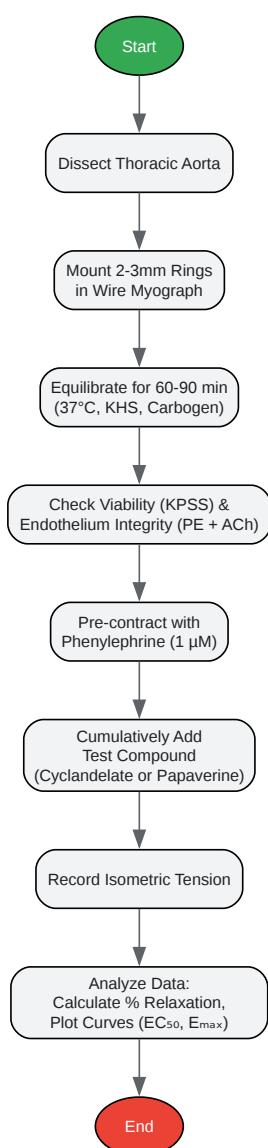 Start
Dissect Thoracic Aorta
Mount 2-3mm Rings
in Wire Myograph
Equilibrate for 60-90 min
(37°C, KHS, Carbogen)
Check Viability (KPSS) &
Endothelium Integrity (PE + ACh)
Pre-contract with
Phenylephrine (1 µM)
Cumulatively Add
Test Compound
(Cyclandelate or Papaverine)
Record Isometric Tension
Analyze Data:
Calculate % Relaxation,
Plot Curves (EC₅₀, Eₘₐₓ)
End